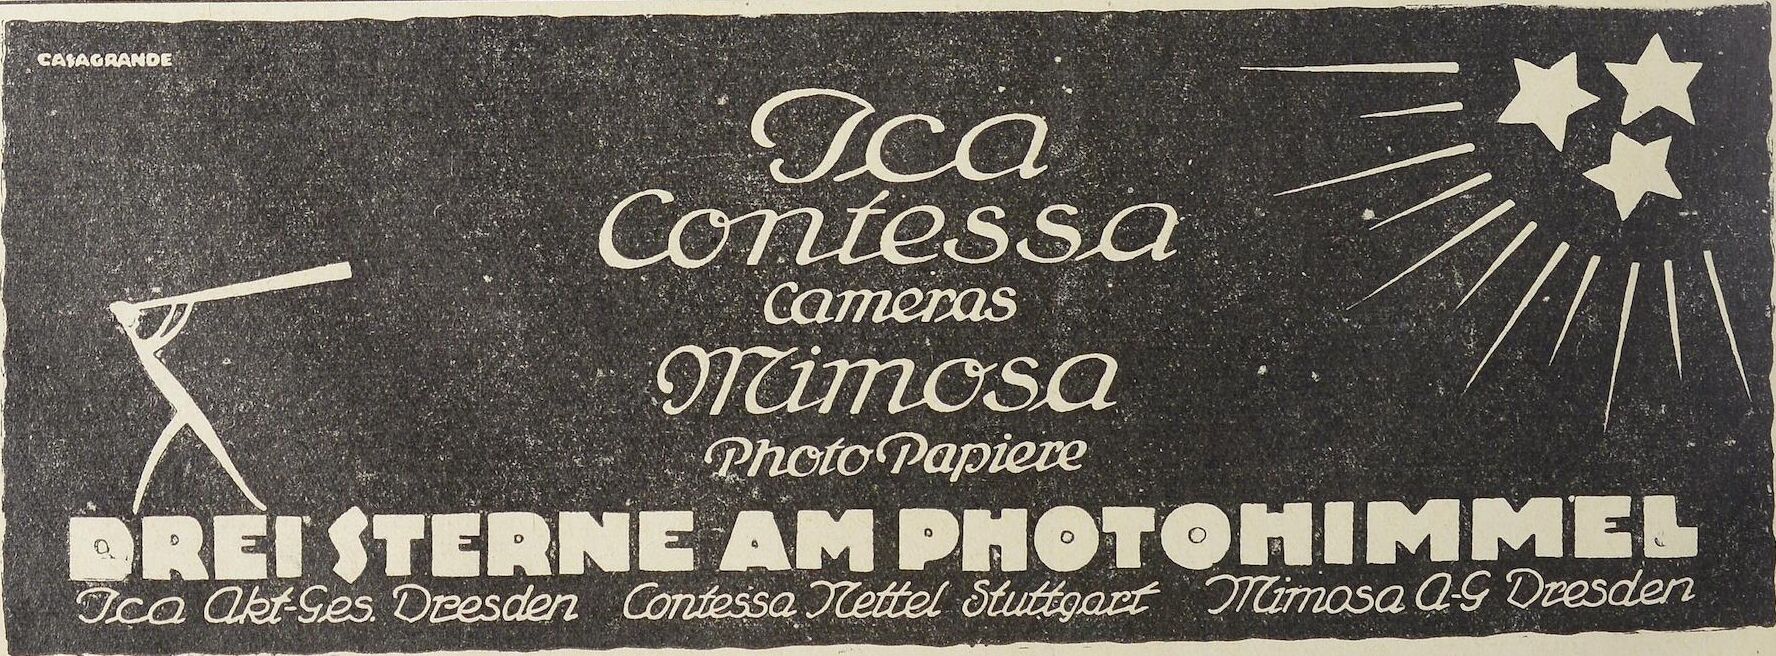 CASAGRANDE
Ica
Contessa
Cameras
Mimosa
Photo Papiere
DREI STERNE AM PHOTOHIMMEL
Ica Akt-Ges. Dresden Contessa Nettel Stuttgart Mimosa A-G Dresden